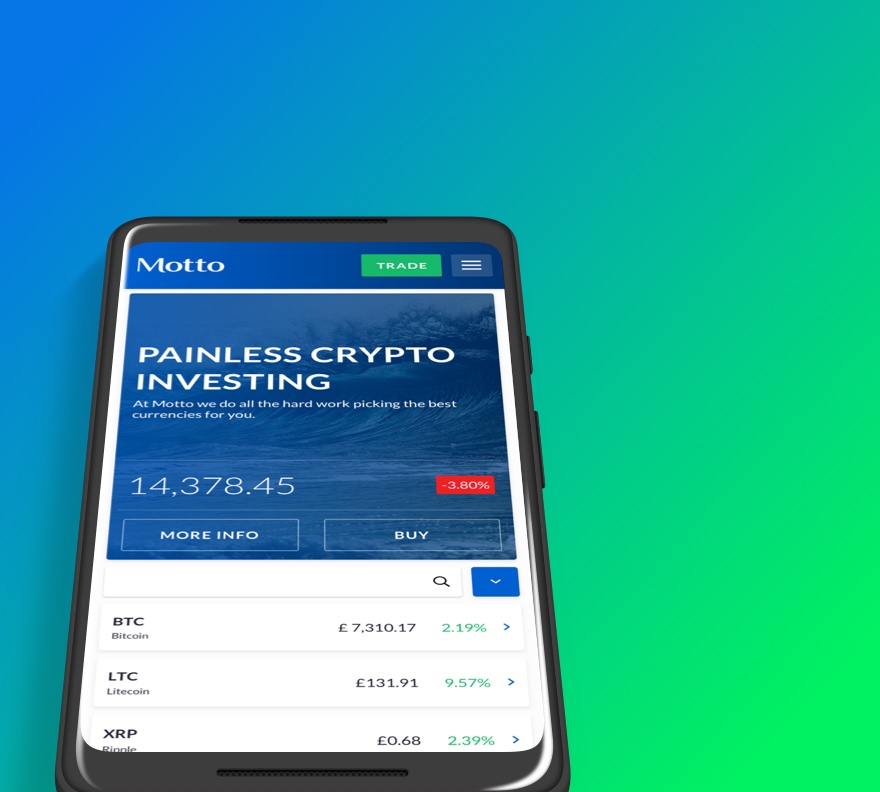 Motto TRADE
PAINLESS CRYPTO
INVESTING
At Motto we do all the hard work picking the best
currencies for you.
14,378.45 -3.80%
MORE INFO BUY
BTC £ 7,310.17 2.19%
Bitcoin
LTC £131.91 9.57%
Litecoin
XRP £0.68 2.39%
Ripple